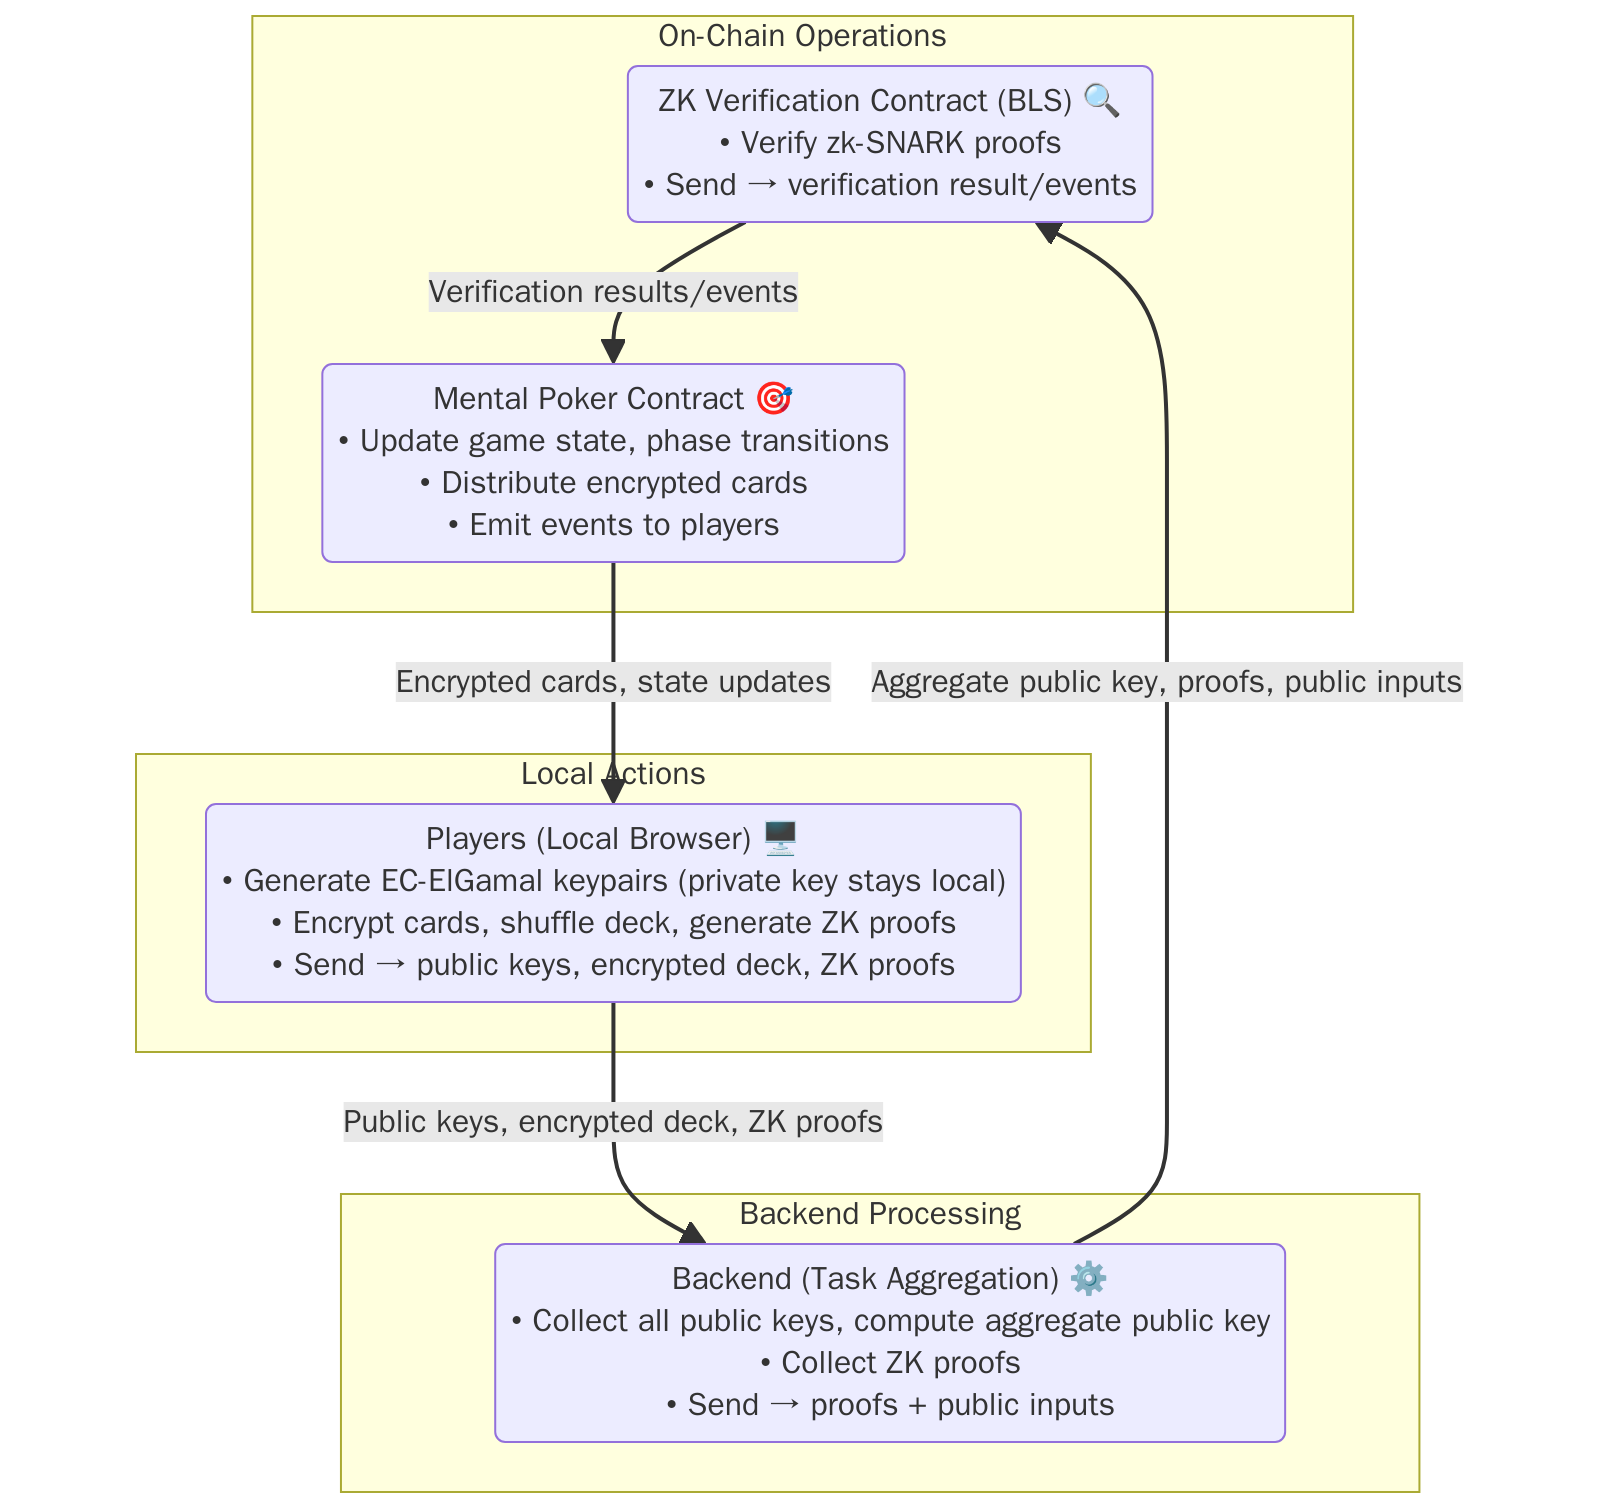 On-Chain Operations
ZK Verification Contract (BLS) 🔍
• Verify zk-SNARK proofs
• Send → verification result/events
Verification results/events
Mental Poker Contract 🎯
• Update game state, phase transitions
• Distribute encrypted cards
• Emit events to players
Encrypted cards, state updates
Aggregate public key, proofs, public inputs
Local Actions
Players (Local Browser) 🖥️
• Generate EC-ElGamal keypairs (private key stays local)
• Encrypt cards, shuffle deck, generate ZK proofs
• Send → public keys, encrypted deck, ZK proofs
Public keys, encrypted deck, ZK proofs
Backend Processing
Backend (Task Aggregation) ⚙️
• Collect all public keys, compute aggregate public key
• Collect ZK proofs
• Send → proofs + public inputs